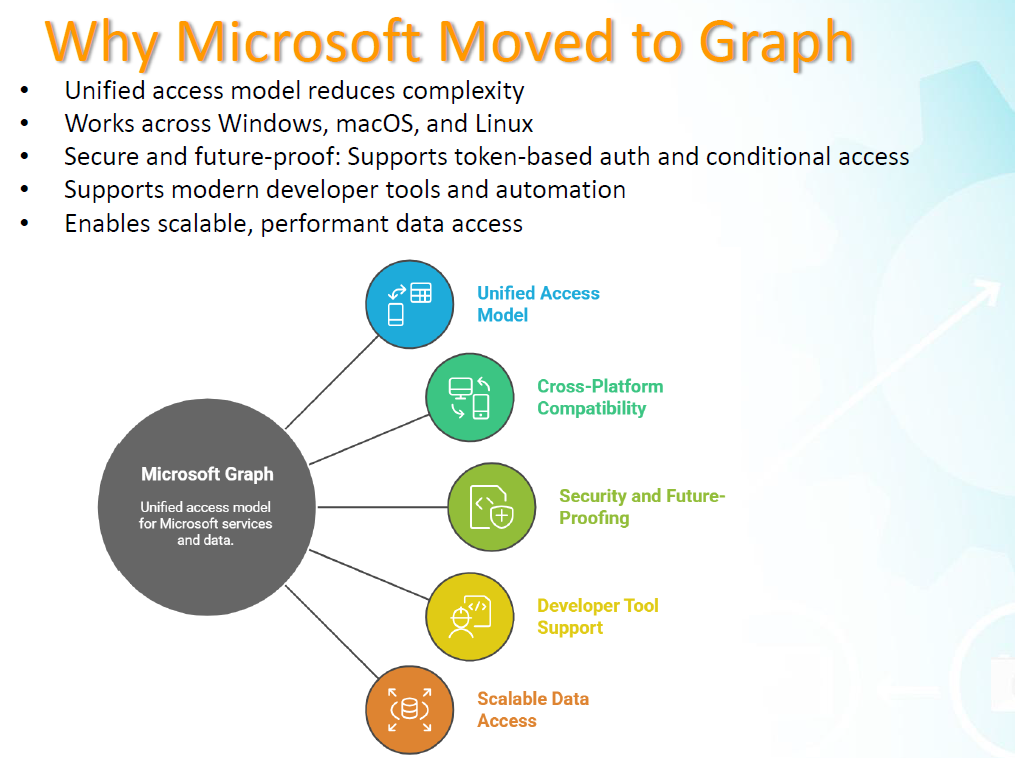 Why Microsoft Moved to Graph
• Unified access model reduces complexity
• Works across Windows, macOS, and Linux
• Secure and future-proof: Supports token-based auth and conditional access
• Supports modern developer tools and automation
• Enables scalable, performant data access
Unified Access
Model
Cross-Platform
Compatibility
Microsoft Graph
Unified access model
for Microsoft services
and data.
Security and Future-
Proofing
Developer Tool
Support
Scalable Data
Access